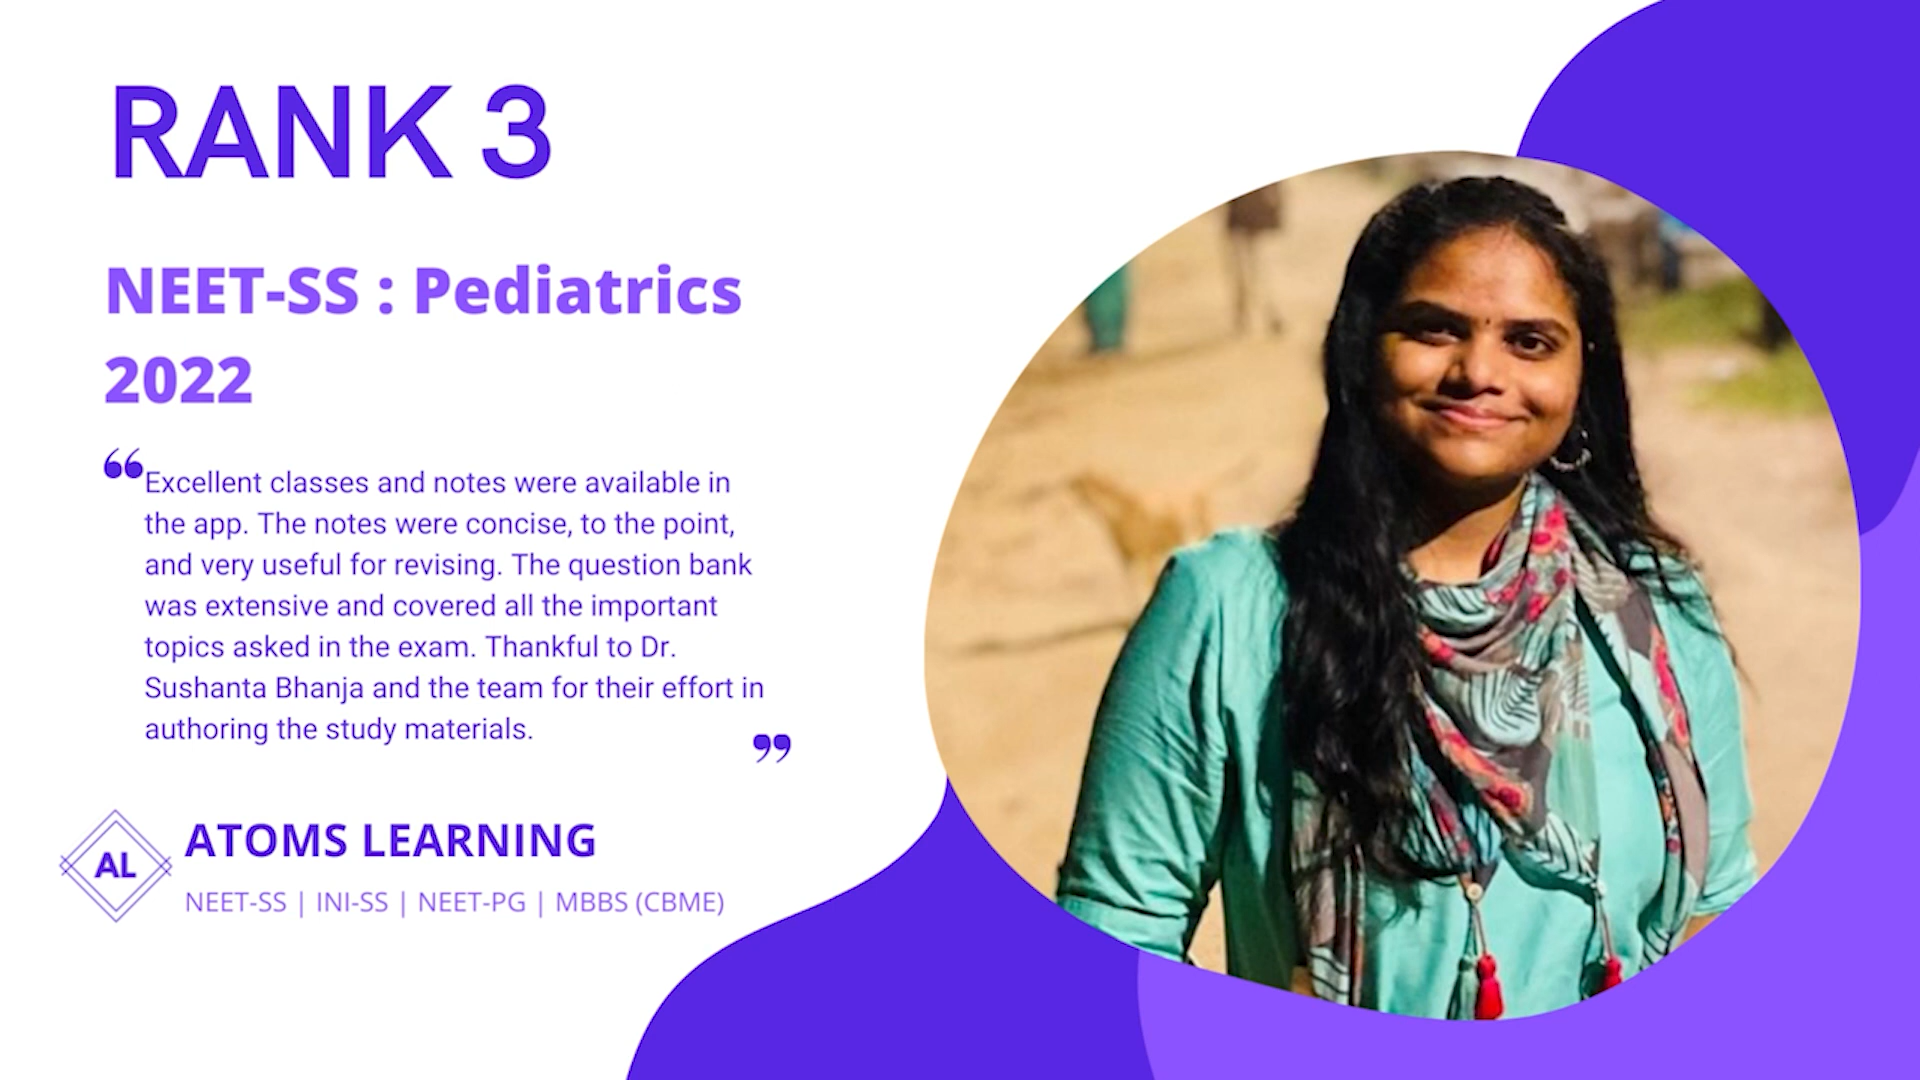 RANK 3
NEET-SS : Pediatrics
2022
❝Excellent classes and notes were available in
the app. The notes were concise, to the point,
and very useful for revising. The question bank
was extensive and covered all the important
topics asked in the exam. Thankful to Dr.
Sushanta Bhanja and the team for their effort in
authoring the study materials.❞
AL
ATOMS LEARNING
NEET-SS | INI-SS | NEET-PG | MBBS (CBME)